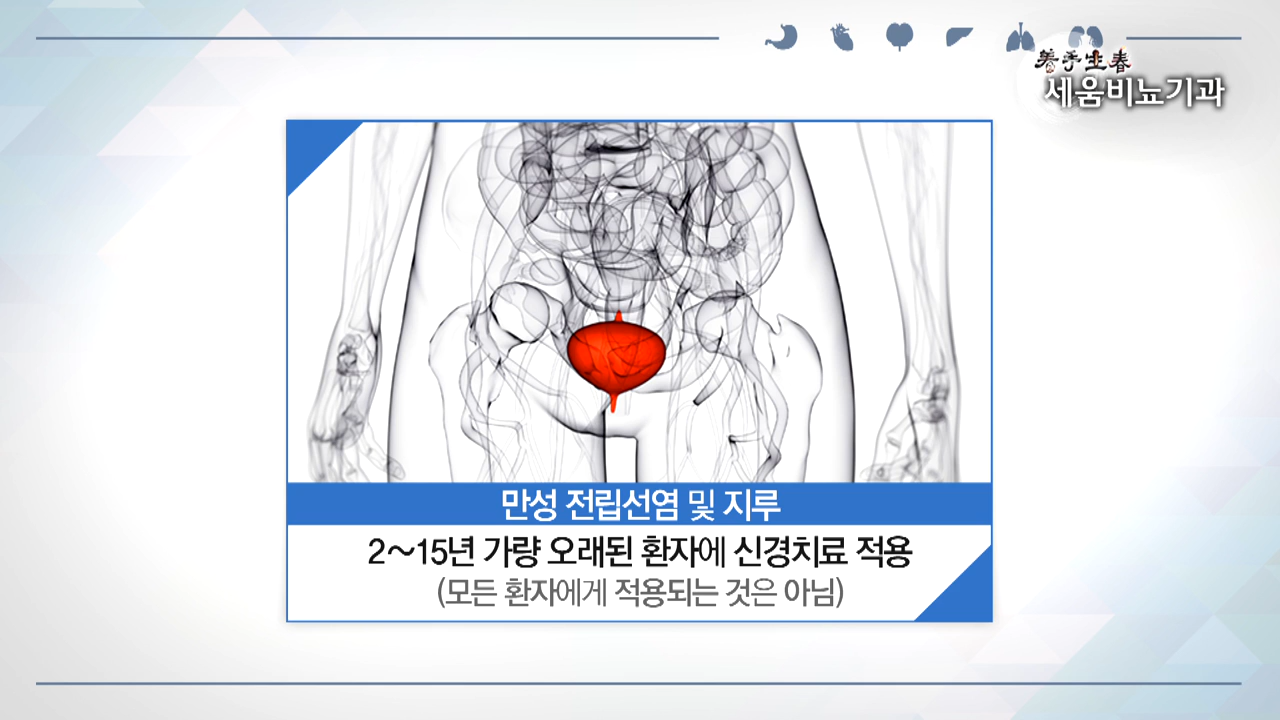 着手生春
세움비뇨기과
만성 전립선염 및 지루
2~15년 가량 오래된 환자에 신경치료 적용
(모든 환자에게 적용되는 것은 아님)